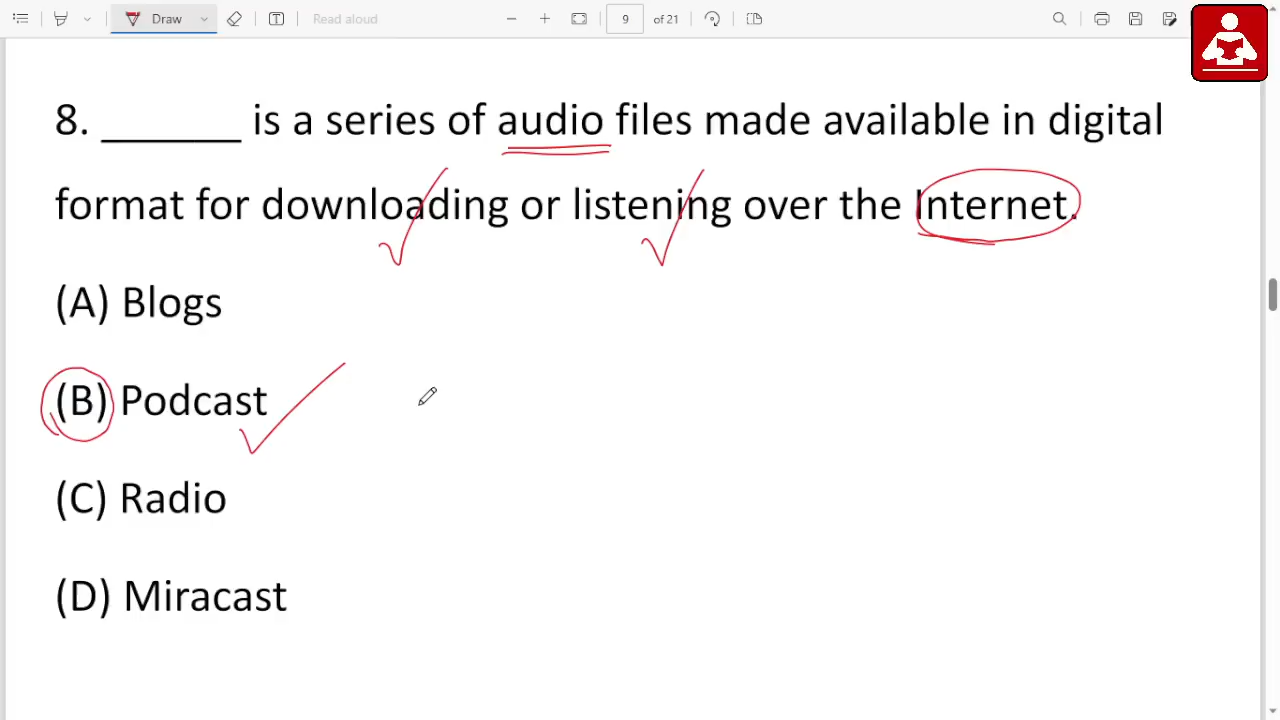 Draw
Read aloud
9 of 21
8. ______ is a series of audio files made available in digital
format for downloading or listening over the Internet.
(A) Blogs
(B) Podcast
(C) Radio
(D) Miracast